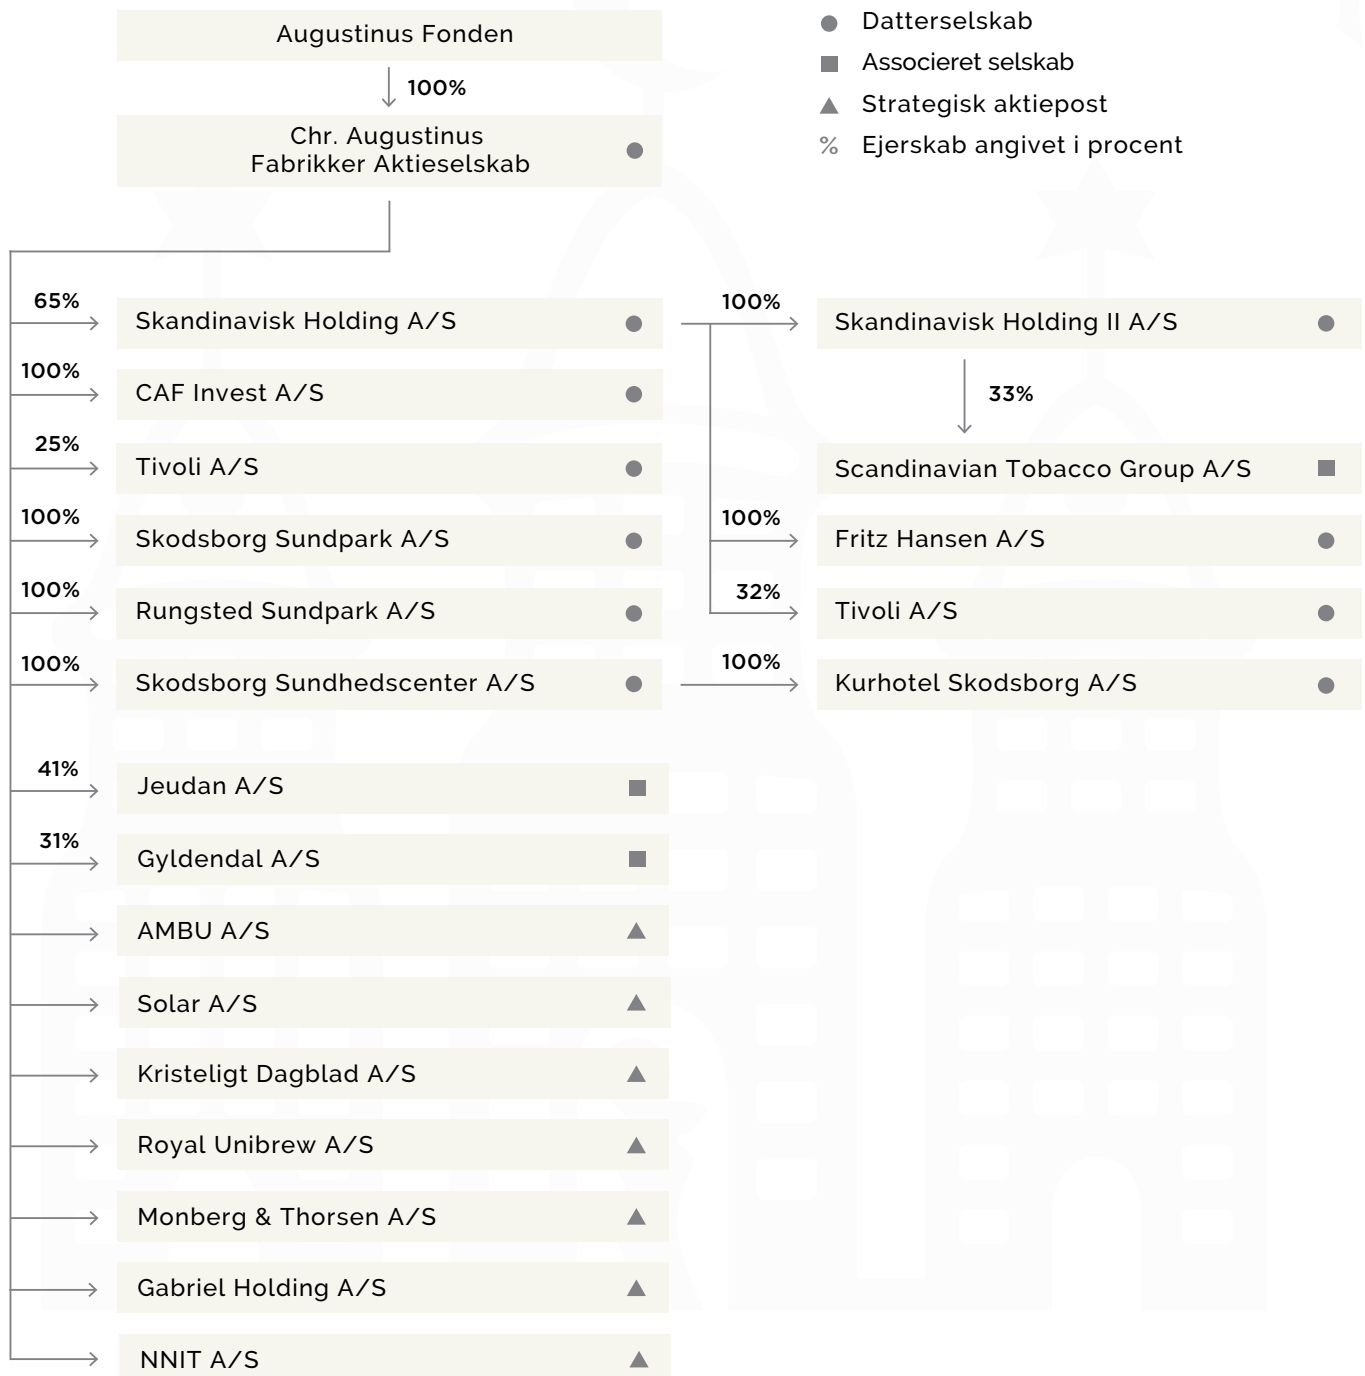 Augustinus Fonden
100%
Chr. Augustinus
Fabrikker Aktieselskab
Datterselskab
Associeret selskab
Strategisk aktiepost
% Ejerskab angivet i procent
65%
Skandinavisk Holding A/S
100%
Skandinavisk Holding II A/S
100%
CAF Invest A/S
33%
25%
Tivoli A/S
Scandinavian Tobacco Group A/S
100%
Skodsborg Sundpark A/S
100%
Fritz Hansen A/S
100%
Rungsted Sundpark A/S
32%
Tivoli A/S
100%
Skodsborg Sundhedscenter A/S
100%
Kurhotel Skodsborg A/S
41%
Jeudan A/S
31%
Gyldendal A/S
AMBU A/S
Solar A/S
Kristeligt Dagblad A/S
Royal Unibrew A/S
Monberg & Thorsen A/S
Gabriel Holding A/S
NNIT A/S